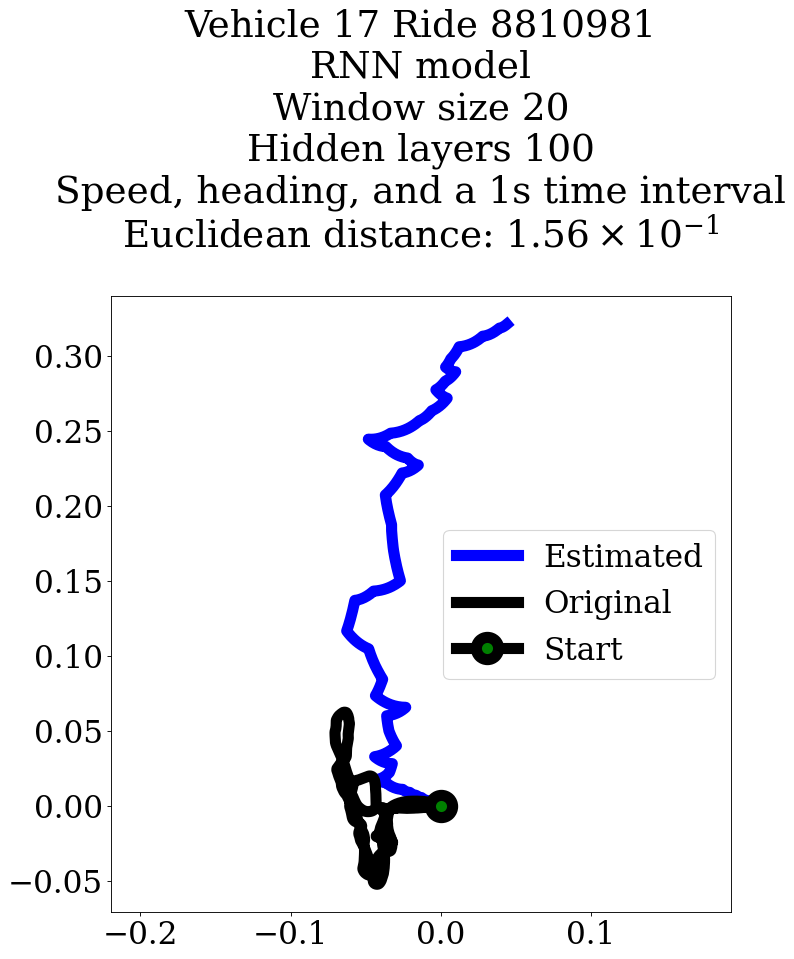 Vehicle 17 Ride 8810981
RNN model
Window size 20
Hidden layers 100
Speed, heading, and a 1s time interval
Euclidean distance: 1.56 × 10⁻¹
0.30
0.25
0.20
0.15
0.10
0.05
0.00
−0.05
Estimated
Original
Start
−0.2
−0.1
0.0
0.1